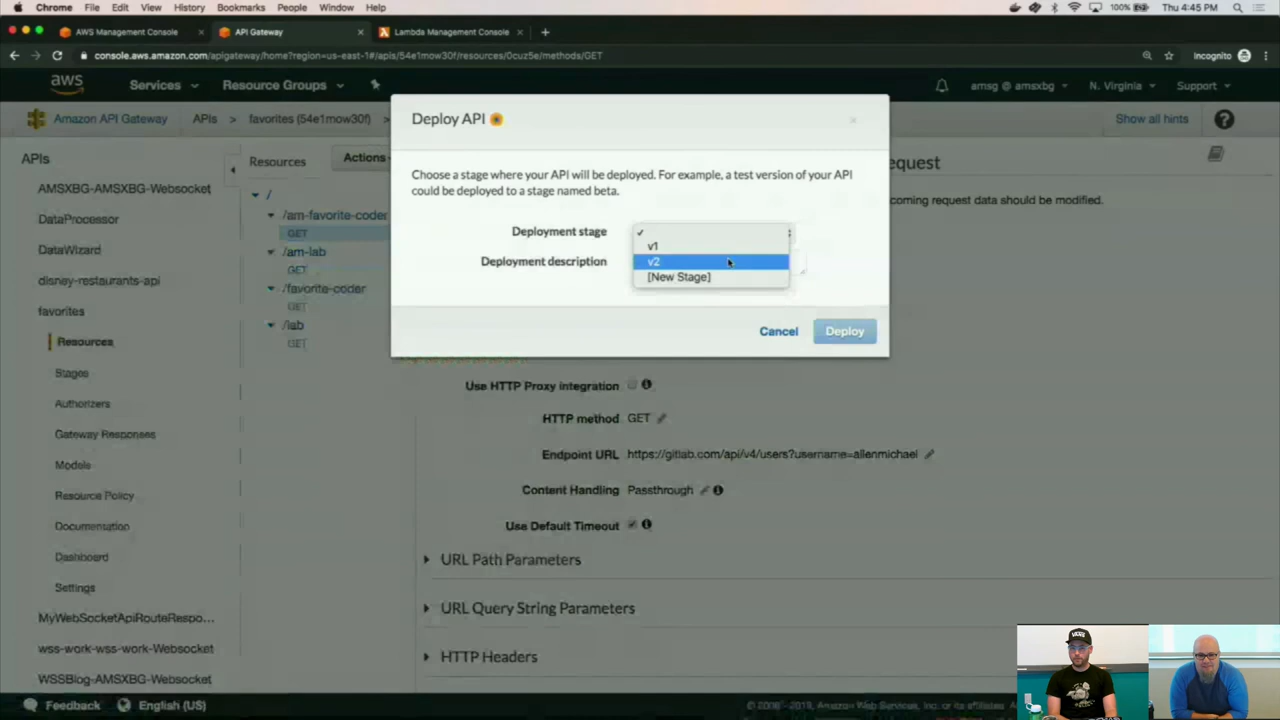 Chrome File Edit View History Bookmarks People Window Help 100% Thu 4:45 PM
AWS Management Console API Gateway Lambda Management Console
console.aws.amazon.com/apigateway/home?region=us-east-1#/apis/54e1mow30f/resources/0cuz5e/methods/GET Incognito
aws Services Resource Groups amsg @ amsxbg N. Virginia Support
Amazon API Gateway APIs > favorites (54e1mow30f) > Show all hints
Deploy API
APIs Resources Actions equest
Choose a stage where your API will be deployed. For example, a test version of your API
could be deployed to a stage named beta.
AMSXBG-AMSXBG-Websocket
/
coming request data should be modified.
DataProcessor
/am-favorite-coder
GET
Deployment stage
v1
DataWizard
/am-lab
Deployment description
v2
GET
[New Stage]
disney-restaurants-api
/favorite-coder
GET
favorites
/lab
Cancel Deploy
Resources
GET
Stages
Use HTTP Proxy integration
Authorizers
HTTP method GET
Gateway Responses
Endpoint URL https://gitlab.com/api/v4/users?username=allenmichael
Models
Content Handling Passthrough
Resource Policy
Documentation
Use Default Timeout
Dashboard
URL Path Parameters
Settings
URL Query String Parameters
MyWebSocketApiRouteRespo...
wss-work-wss-work-Websocket
HTTP Headers
WSSBlog-AMSXBG-Websocket
Feedback English (US)
VANS